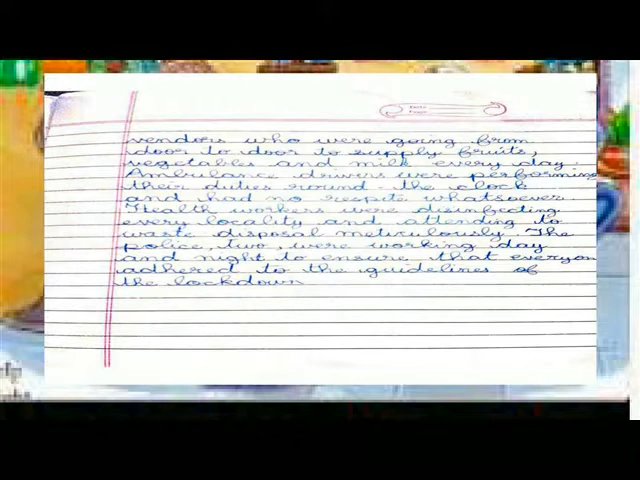 vendors who were going from
door to door to supply fruits,
vegetables and milk every day.
Ambulance drivers were performing
their duties round - the clock
and had no respite whatsoever.
Health workers were disinfecting
every locality and attending to
waste disposal meticulously. The
police, two, were working day
and night to ensure that everyon
adhered to the guidelines of
the lockdown